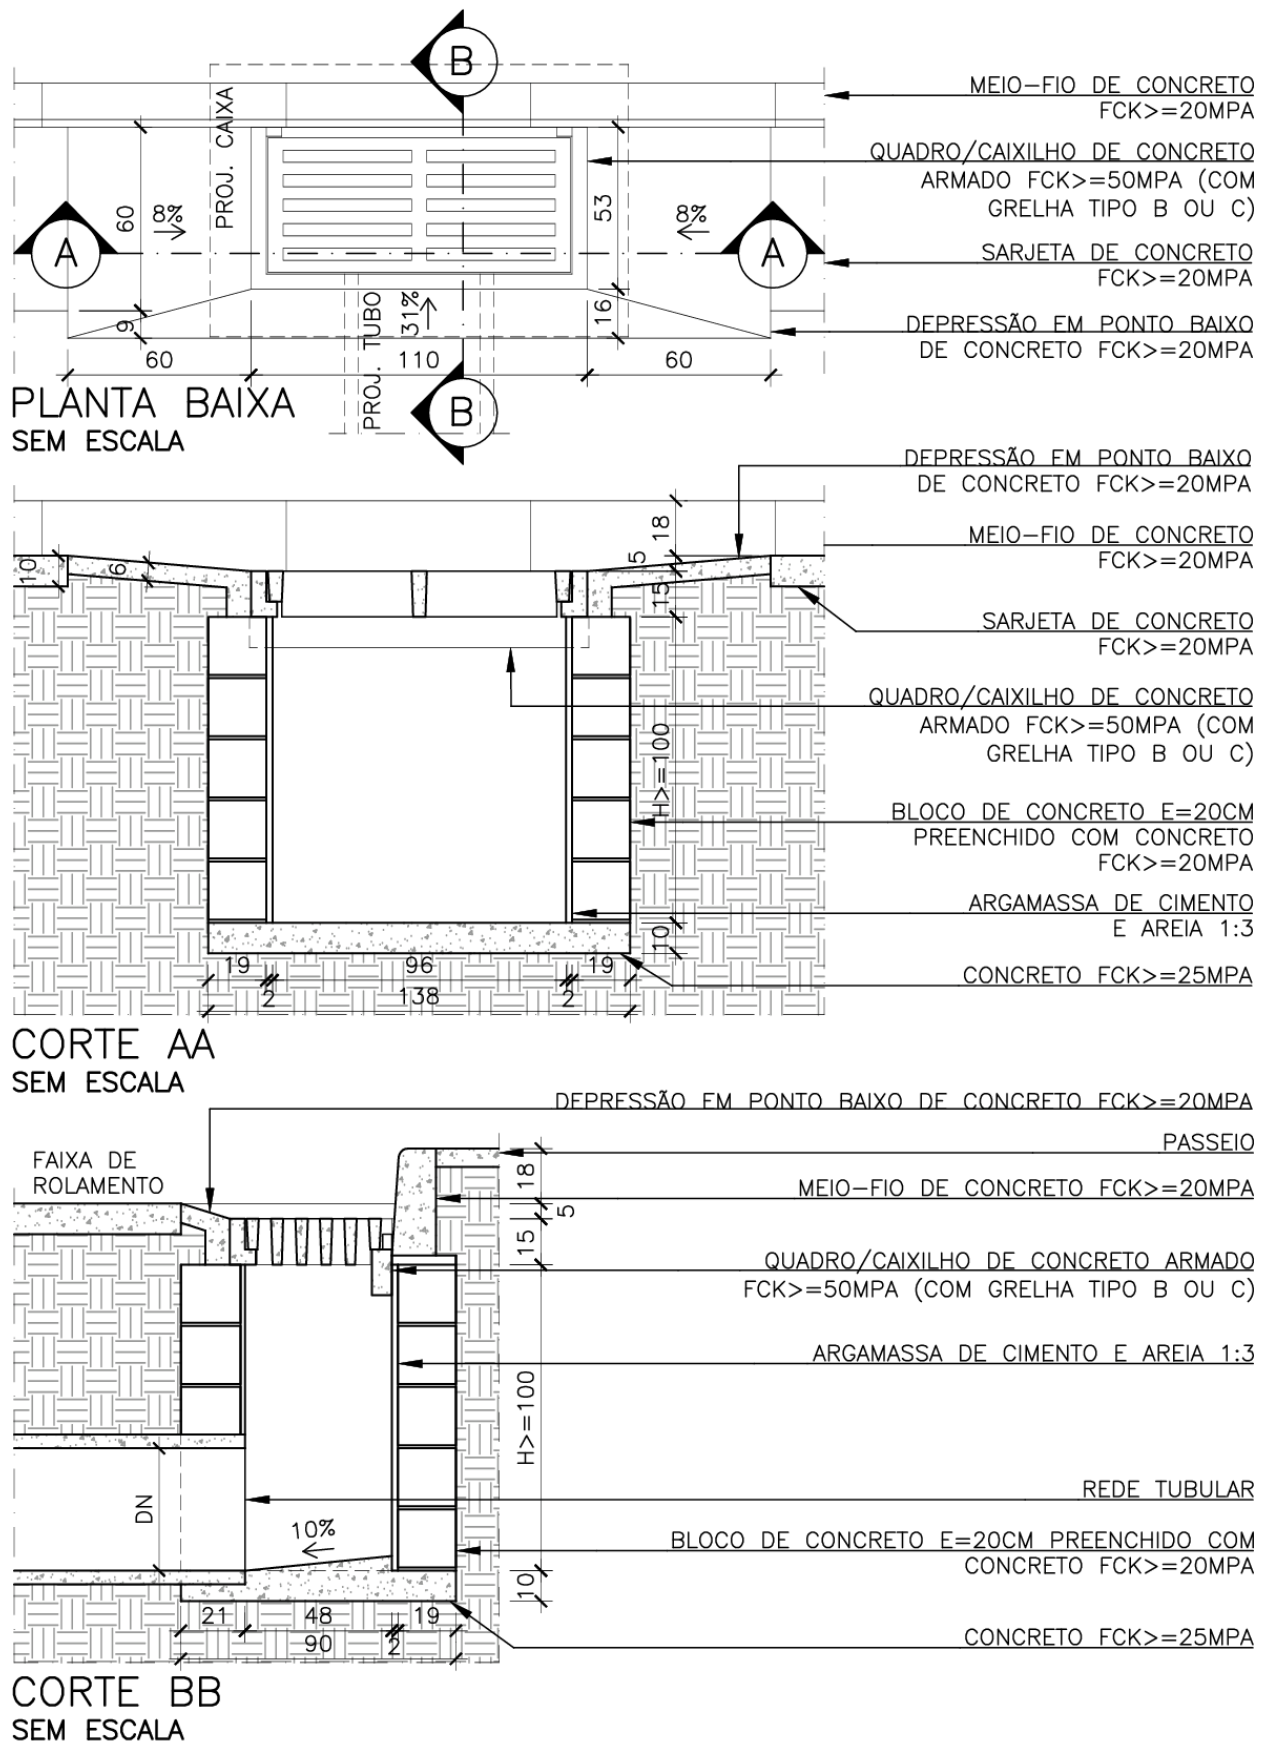 B
MEIO-FIO DE CONCRETO
FCK>=20MPA
PROJ. CAIXA
QUADRO/CAIXILHO DE CONCRETO
ARMADO FCK>=50MPA (COM
GRELHA TIPO B OU C)
60
8%
53
8%
A
A
SARJETA DE CONCRETO
FCK>=20MPA
PROJ. TUBO
31%
16
9
DEPRESSÃO EM PONTO BAIXO
DE CONCRETO FCK>=20MPA
60
110
60
B
PLANTA BAIXA
SEM ESCALA
DEPRESSÃO EM PONTO BAIXO
DE CONCRETO FCK>=20MPA
18
MEIO-FIO DE CONCRETO
FCK>=20MPA
10
6
5
15
SARJETA DE CONCRETO
FCK>=20MPA
QUADRO/CAIXILHO DE CONCRETO
ARMADO FCK>=50MPA (COM
GRELHA TIPO B OU C)
H>=100
BLOCO DE CONCRETO E=20CM
PREENCHIDO COM CONCRETO
FCK>=20MPA
ARGAMASSA DE CIMENTO
E AREIA 1:3
10
19
96
19
CONCRETO FCK>=25MPA
2
138
2
CORTE AA
SEM ESCALA
DEPRESSÃO EM PONTO BAIXO DE CONCRETO FCK>=20MPA
PASSEIO
FAIXA DE
ROLAMENTO
18
MEIO-FIO DE CONCRETO FCK>=20MPA
5
15
QUADRO/CAIXILHO DE CONCRETO ARMADO
FCK>=50MPA (COM GRELHA TIPO B OU C)
ARGAMASSA DE CIMENTO E AREIA 1:3
H>=100
DN
REDE TUBULAR
10%
BLOCO DE CONCRETO E=20CM PREENCHIDO COM
CONCRETO FCK>=20MPA
10
21
48
19
90
2
CONCRETO FCK>=25MPA
CORTE BB
SEM ESCALA